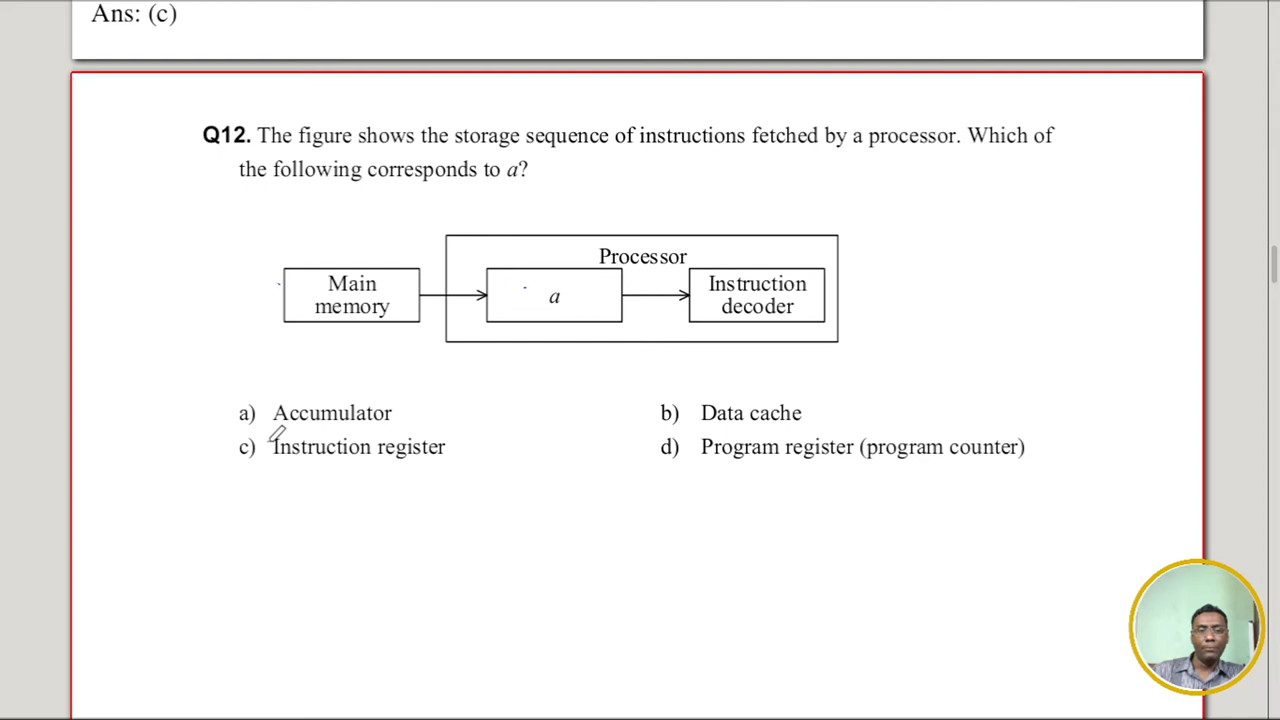 Ans: (c)
Q12. The figure shows the storage sequence of instructions fetched by a processor. Which of
the following corresponds to a?
Processor
Main
memory
a
Instruction
decoder
a) Accumulator
b) Data cache
c) Instruction register
d) Program register (program counter)